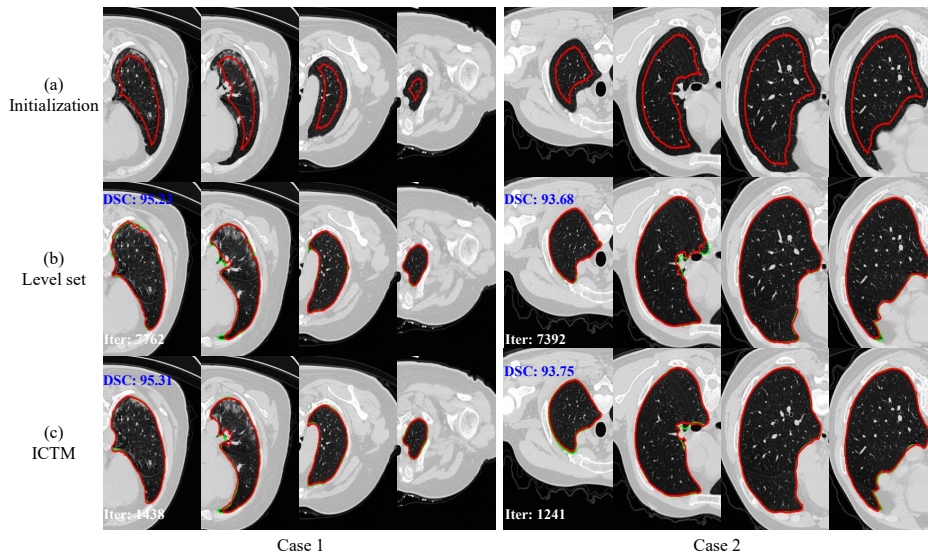 (a)
Initialization
DSC: 95.23
DSC: 93.68
(b)
Level set
Iter: 7762
Iter: 7392
DSC: 95.31
DSC: 93.75
(c)
ICTM
Iter: 1438
Iter: 1241
Case 1
Case 2